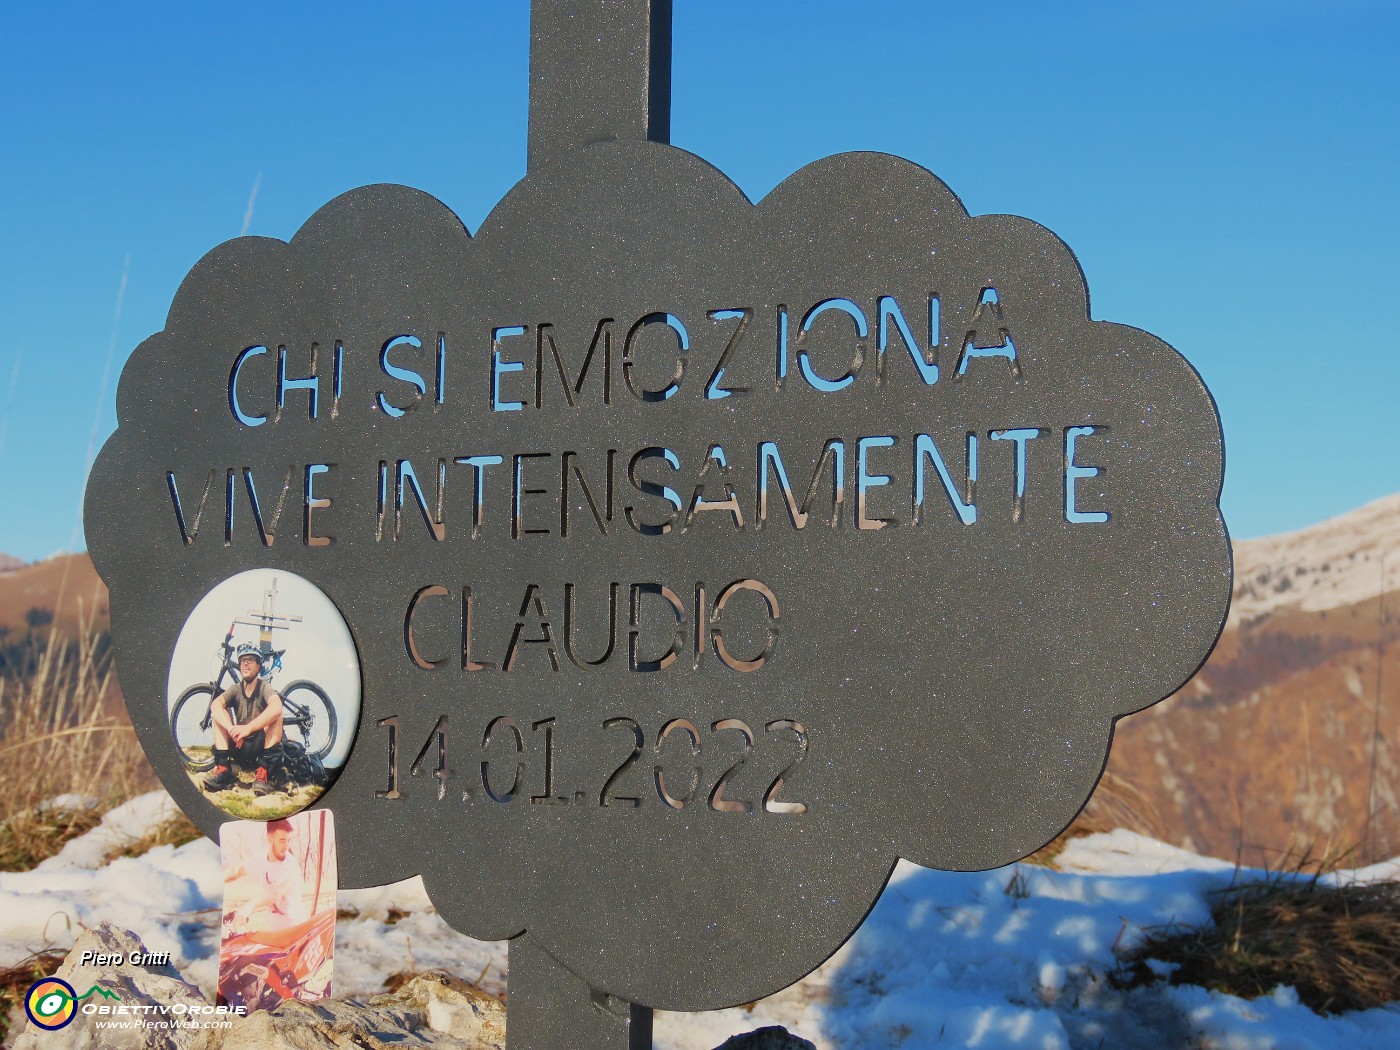 CHI SI EMOZIONA
VIVE INTENSAMENTE
CLAUDIO
14.01.2022
Piero Gritti
OBIETTIVOROBIE
www.PieroWeb.com